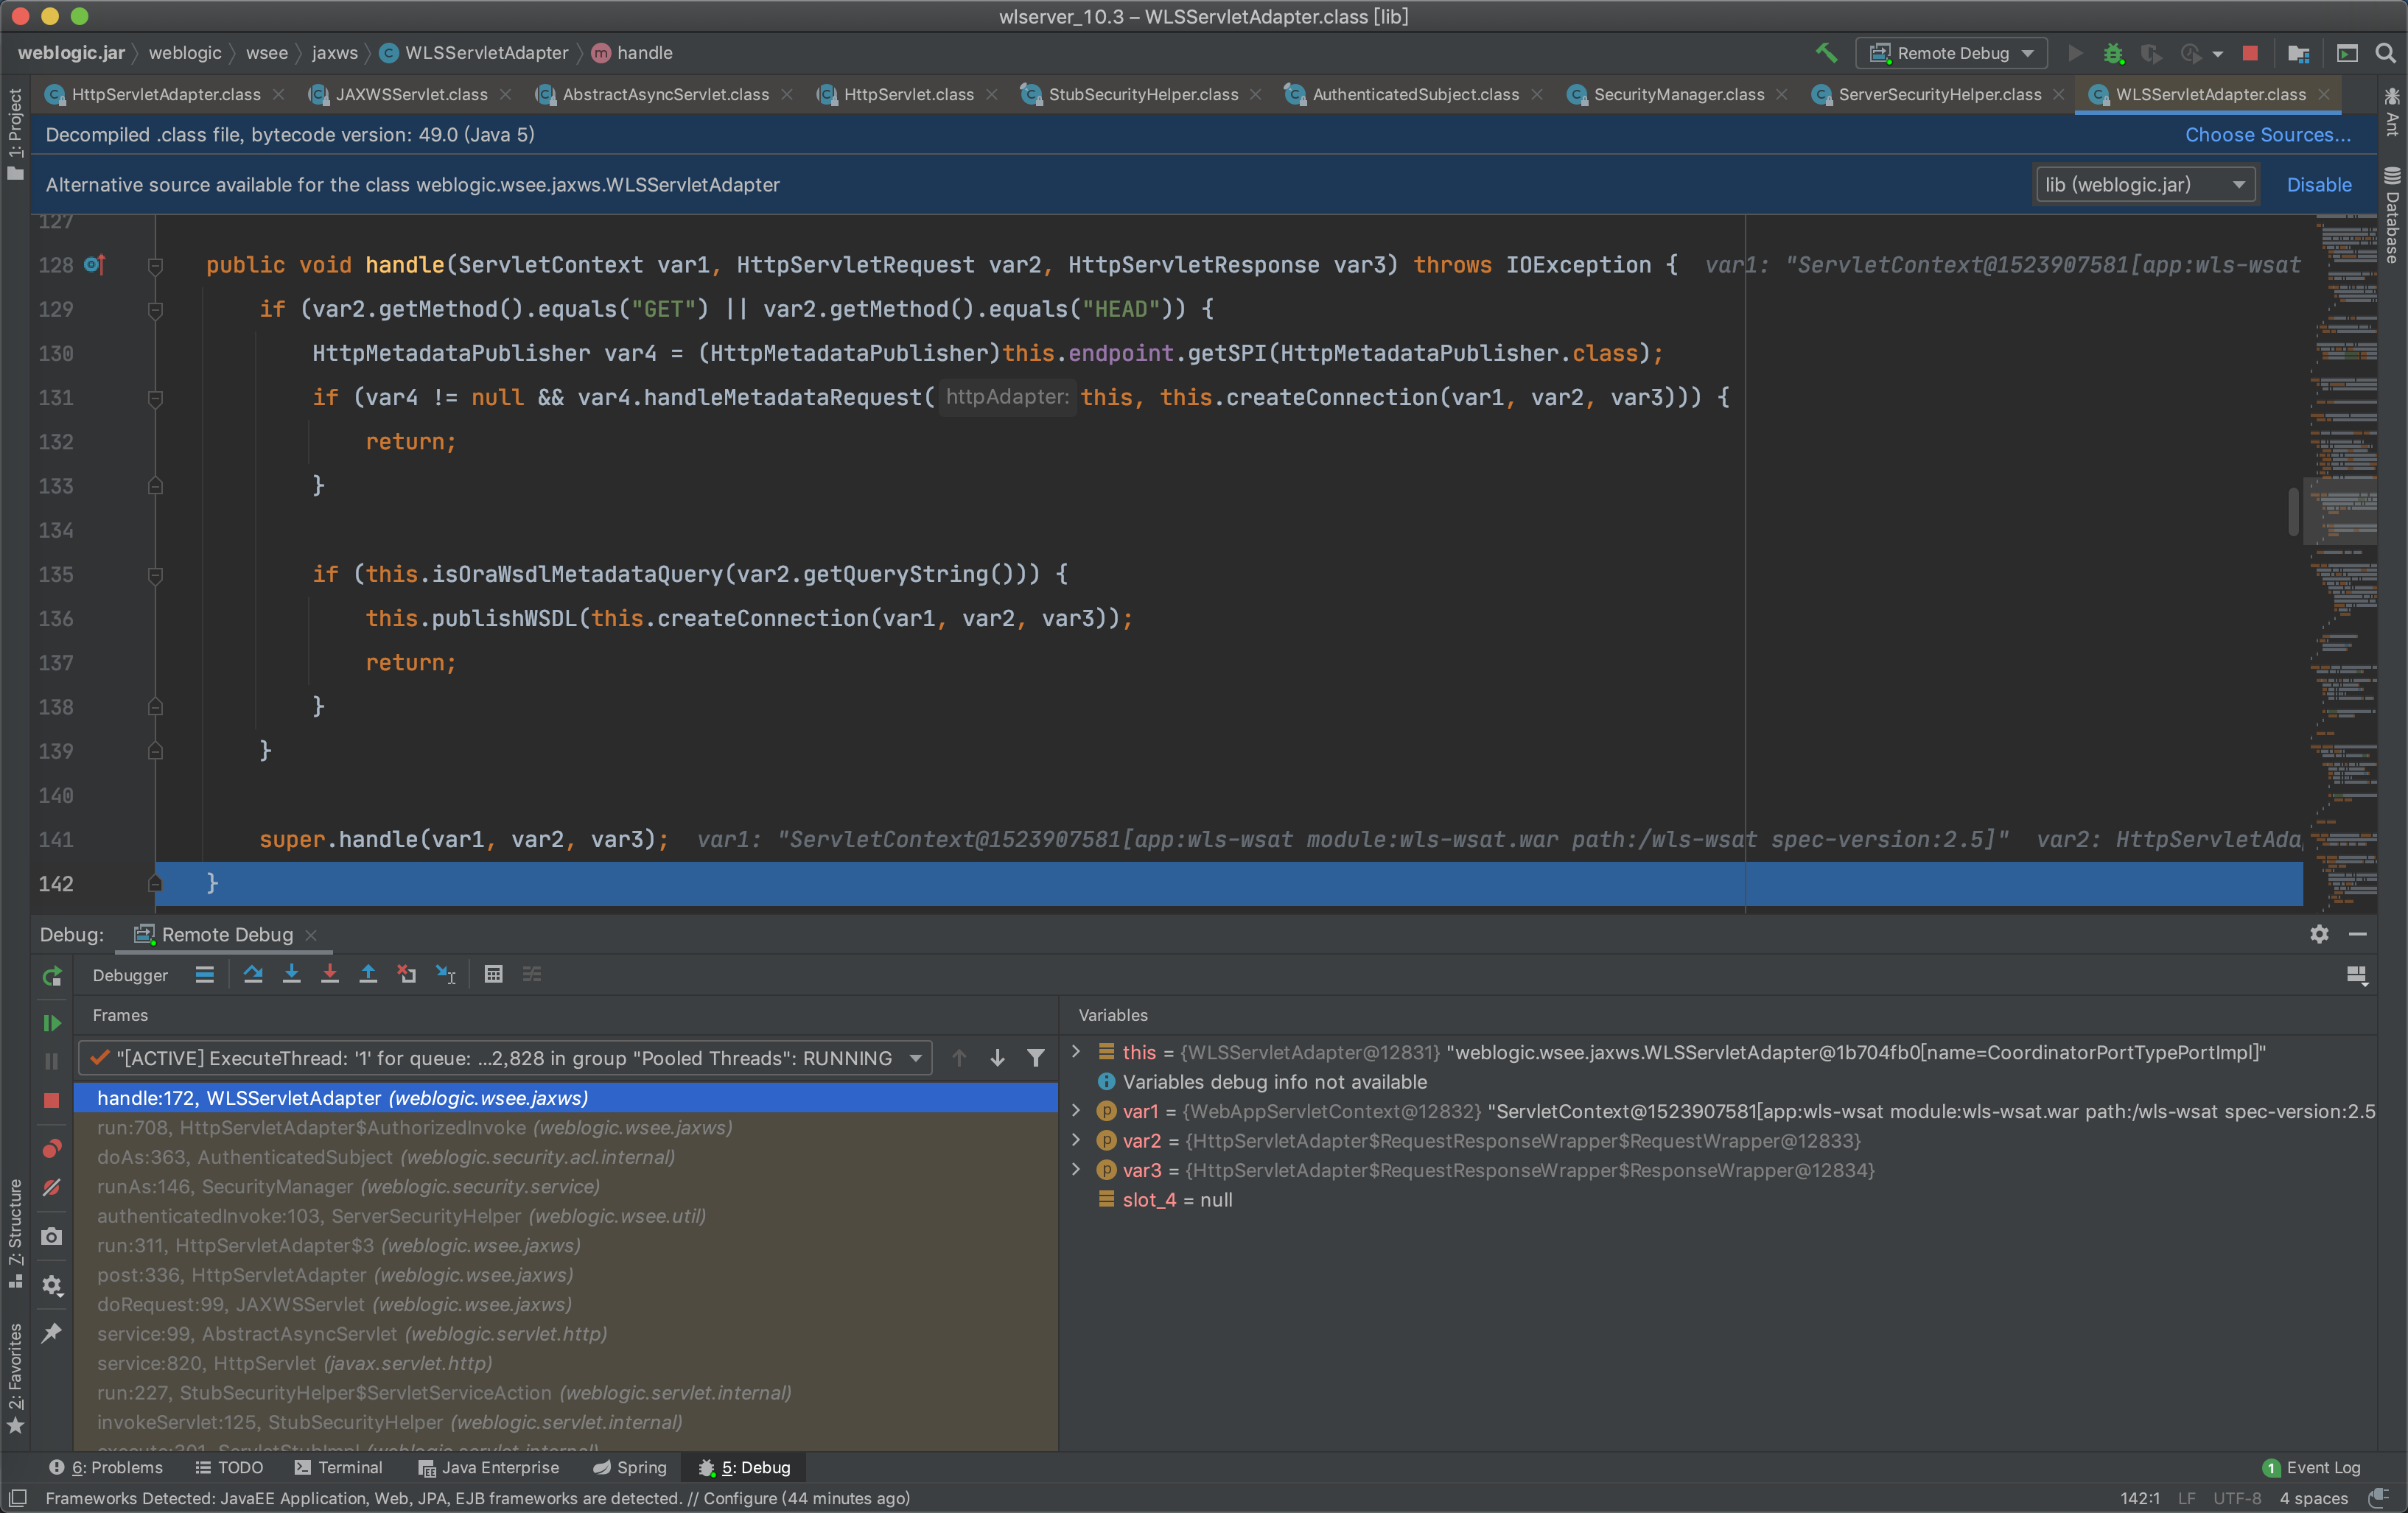 wlserver_10.3 – WLSServletAdapter.class [lib]
weblogic.jar weblogic wsee jaxws WLSServletAdapter handle Remote Debug
HttpServletAdapter.class JAXWSServlet.class AbstractAsyncServlet.class HttpServlet.class StubSecurityHelper.class AuthenticatedSubject.class SecurityManager.class ServerSecurityHelper.class WLSServletAdapter.class
1: Project
Ant
Database
Decompiled .class file, bytecode version: 49.0 (Java 5) Choose Sources...
Alternative source available for the class weblogic.wsee.jaxws.WLSServletAdapter lib (weblogic.jar) Disable
127
128 public void handle(ServletContext var1, HttpServletRequest var2, HttpServletResponse var3) throws IOException { var1: "ServletContext@1523907581[app:wls-wsat
129 if (var2.getMethod().equals("GET") || var2.getMethod().equals("HEAD")) {
130 HttpMetadataPublisher var4 = (HttpMetadataPublisher)this.endpoint.getSPI(HttpMetadataPublisher.class);
131 if (var4 != null && var4.handleMetadataRequest( httpAdapter: this, this.createConnection(var1, var2, var3))) {
132 return;
133 }
134
135 if (this.isOraWsdlMetadataQuery(var2.getQueryString())) {
136 this.publishWSDL(this.createConnection(var1, var2, var3));
137 return;
138 }
139 }
140
141 super.handle(var1, var2, var3); var1: "ServletContext@1523907581[app:wls-wsat module:wls-wsat.war path:/wls-wsat spec-version:2.5]" var2: HttpServletAda
142 }
Debug: Remote Debug
Debugger
Frames
"[ACTIVE] ExecuteThread: '1' for queue: ...2,828 in group "Pooled Threads": RUNNING
handle:172, WLSServletAdapter (weblogic.wsee.jaxws)
run:708, HttpServletAdapter$AuthorizedInvoke (weblogic.wsee.jaxws)
doAs:363, AuthenticatedSubject (weblogic.security.acl.internal)
runAs:146, SecurityManager (weblogic.security.service)
authenticatedInvoke:103, ServerSecurityHelper (weblogic.wsee.util)
run:311, HttpServletAdapter$3 (weblogic.wsee.jaxws)
post:336, HttpServletAdapter (weblogic.wsee.jaxws)
doRequest:99, JAXWSServlet (weblogic.wsee.jaxws)
service:99, AbstractAsyncServlet (weblogic.servlet.http)
service:820, HttpServlet (javax.servlet.http)
run:227, StubSecurityHelper$ServletServiceAction (weblogic.servlet.internal)
invokeServlet:125, StubSecurityHelper (weblogic.servlet.internal)
execute:301, ServletStubImpl (weblogic.servlet.internal)
Variables
this = {WLSServletAdapter@12831} "weblogic.wsee.jaxws.WLSServletAdapter@1b704fb0[name=CoordinatorPortTypePortImpl]"
Variables debug info not available
var1 = {WebAppServletContext@12832} "ServletContext@1523907581[app:wls-wsat module:wls-wsat.war path:/wls-wsat spec-version:2.5
var2 = {HttpServletAdapter$RequestResponseWrapper$RequestWrapper@12833}
var3 = {HttpServletAdapter$RequestResponseWrapper$ResponseWrapper@12834}
slot_4 = null
7: Structure
2: Favorites
6: Problems TODO Terminal Java Enterprise Spring 5: Debug 1 Event Log
Frameworks Detected: JavaEE Application, Web, JPA, EJB frameworks are detected. // Configure (44 minutes ago) 142:1 LF UTF-8 4 spaces